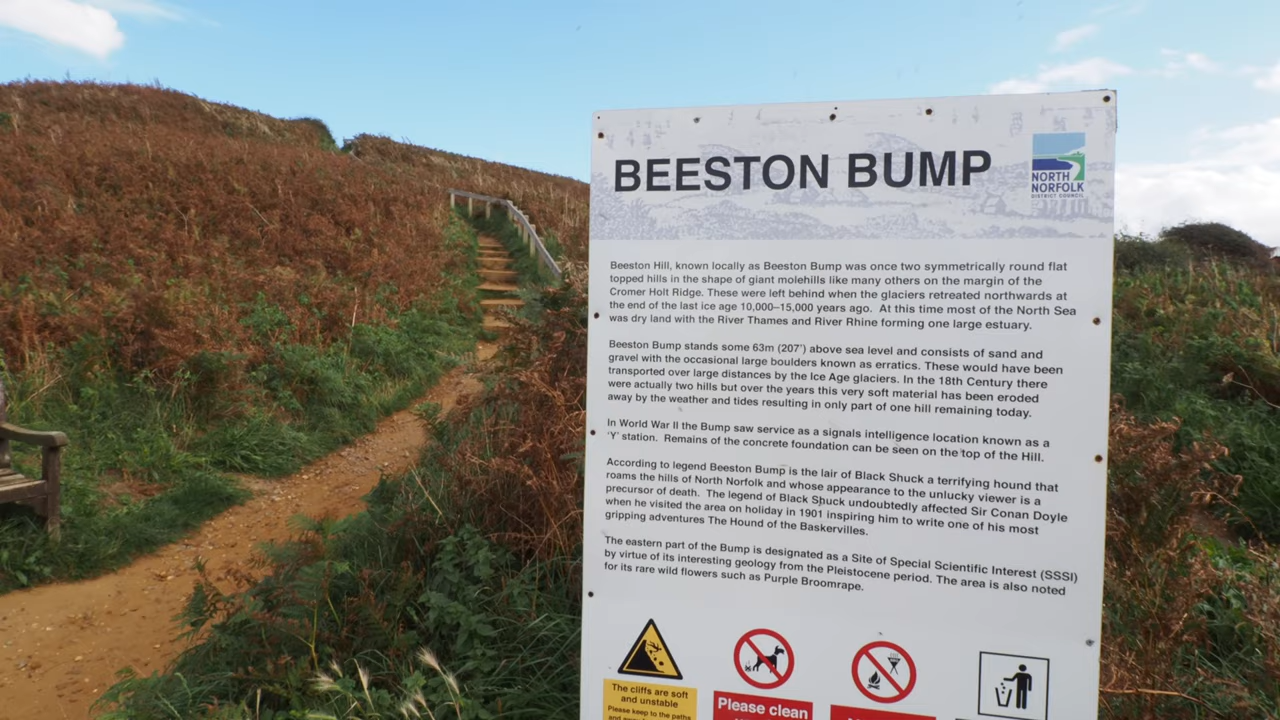 BEESTON BUMP
NORTH
NORFOLK
DISTRICT COUNCIL
Beeston Hill, known locally as Beeston Bump was once two symmetrically round flat
topped hills in the shape of giant molehills like many others on the margin of the
Cromer Holt Ridge. These were left behind when the glaciers retreated northwards at
the end of the last ice age 10,000–15,000 years ago. At this time most of the North Sea
was dry land with the River Thames and River Rhine forming one large estuary.
Beeston Bump stands some 63m (207') above sea level and consists of sand and
gravel with the occasional large boulders known as erratics. These would have been
transported over large distances by the Ice Age glaciers. In the 18th Century there
were actually two hills but over the years this very soft material has been eroded
away by the weather and tides resulting in only part of one hill remaining today.
In World War II the Bump saw service as a signals intelligence location known as a
'Y' station. Remains of the concrete foundation can be seen on the top of the Hill.
According to legend Beeston Bump is the lair of Black Shuck a terrifying hound that
roams the hills of North Norfolk and whose appearance to the unlucky viewer is a
precursor of death. The legend of Black Shuck undoubtedly affected Sir Conan Doyle
when he visited the area on holiday in 1901 inspiring him to write one of his most
gripping adventures The Hound of the Baskervilles.
The eastern part of the Bump is designated as a Site of Special Scientific Interest (SSSI)
by virtue of its interesting geology from the Pleistocene period. The area is also noted
for its rare wild flowers such as Purple Broomrape.
The cliffs are soft
and unstable
Please keep to the paths
Please clean